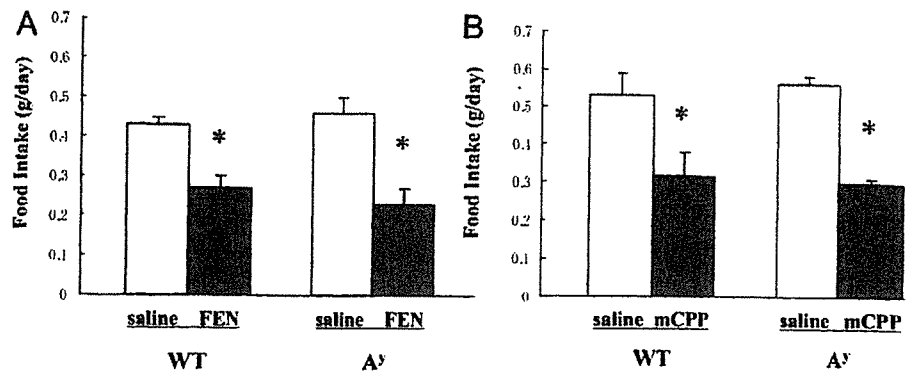 A
Food Intake (g/day)
0.7
0.6
0.5
0.4
0.3
0.2
0.1
0
*
*
saline FEN
saline FEN
WT
Aʸ
B
Food Intake (g/day)
0.7
0.6
0.5
0.4
0.3
0.2
0.1
0
*
*
saline mCPP
saline mCPP
WT
Aʸ